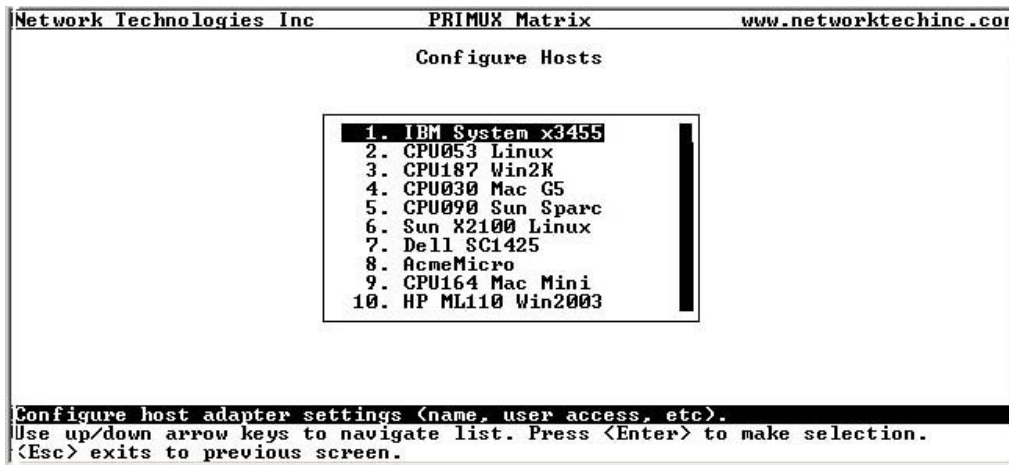 Network Technologies Inc PRIMUX Matrix www.networktechinc.com
Configure Hosts
1. IBM System x3455
2. CPU053 Linux
3. CPU187 Win2K
4. CPU030 Mac G5
5. CPU090 Sun Sparc
6. Sun X2100 Linux
7. Dell SC1425
8. AcmeMicro
9. CPU164 Mac Mini
10. HP ML110 Win2003
Configure host adapter settings (name, user access, etc).
Use up/down arrow keys to navigate list. Press <Enter> to make selection.
<Esc> exits to previous screen.